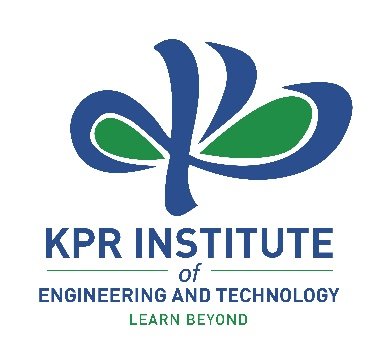 KPR INSTITUTE
of
ENGINEERING AND TECHNOLOGY
LEARN BEYOND